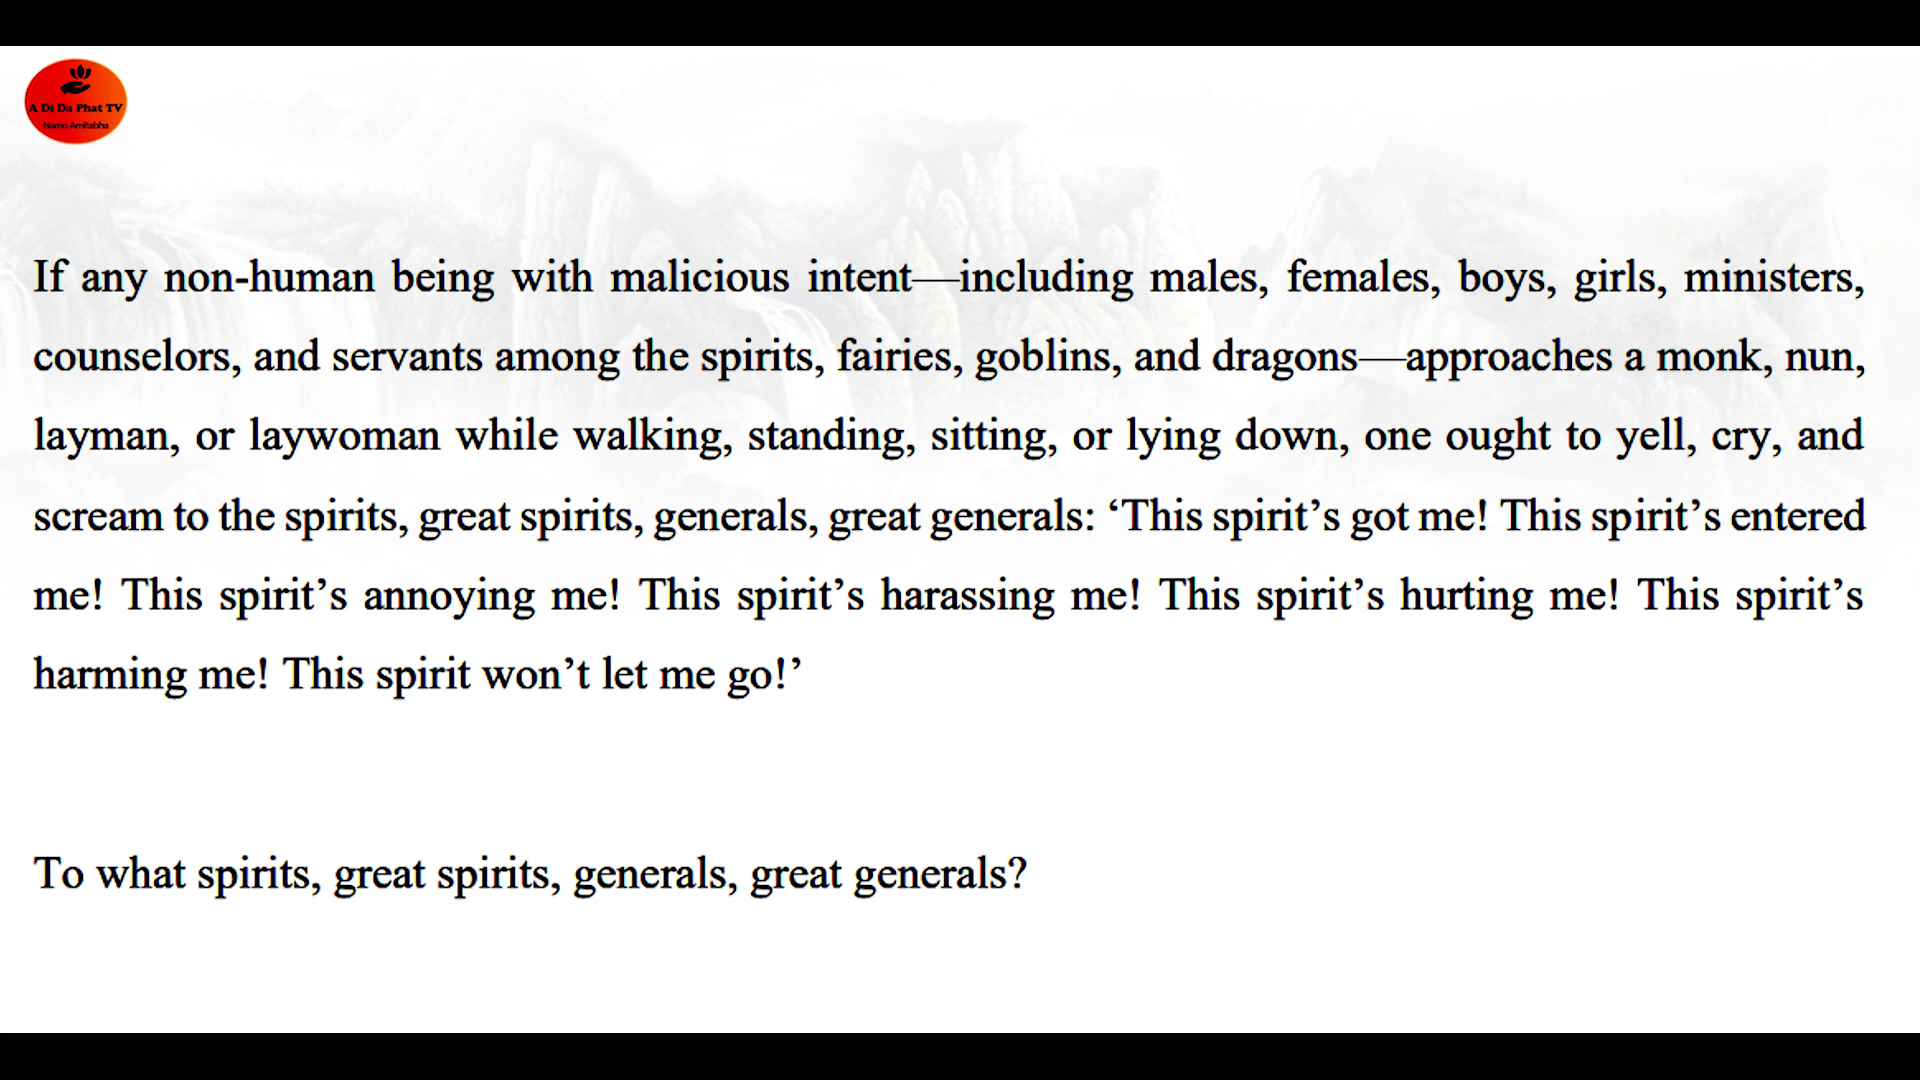 A Di Da Phat TV
Namo Amitabha
If any non-human being with malicious intent—including males, females, boys, girls, ministers,
counselors, and servants among the spirits, fairies, goblins, and dragons—approaches a monk, nun,
layman, or laywoman while walking, standing, sitting, or lying down, one ought to yell, cry, and
scream to the spirits, great spirits, generals, great generals: ‘This spirit’s got me! This spirit’s entered
me! This spirit’s annoying me! This spirit’s harassing me! This spirit’s hurting me! This spirit’s
harming me! This spirit won’t let me go!’
To what spirits, great spirits, generals, great generals?